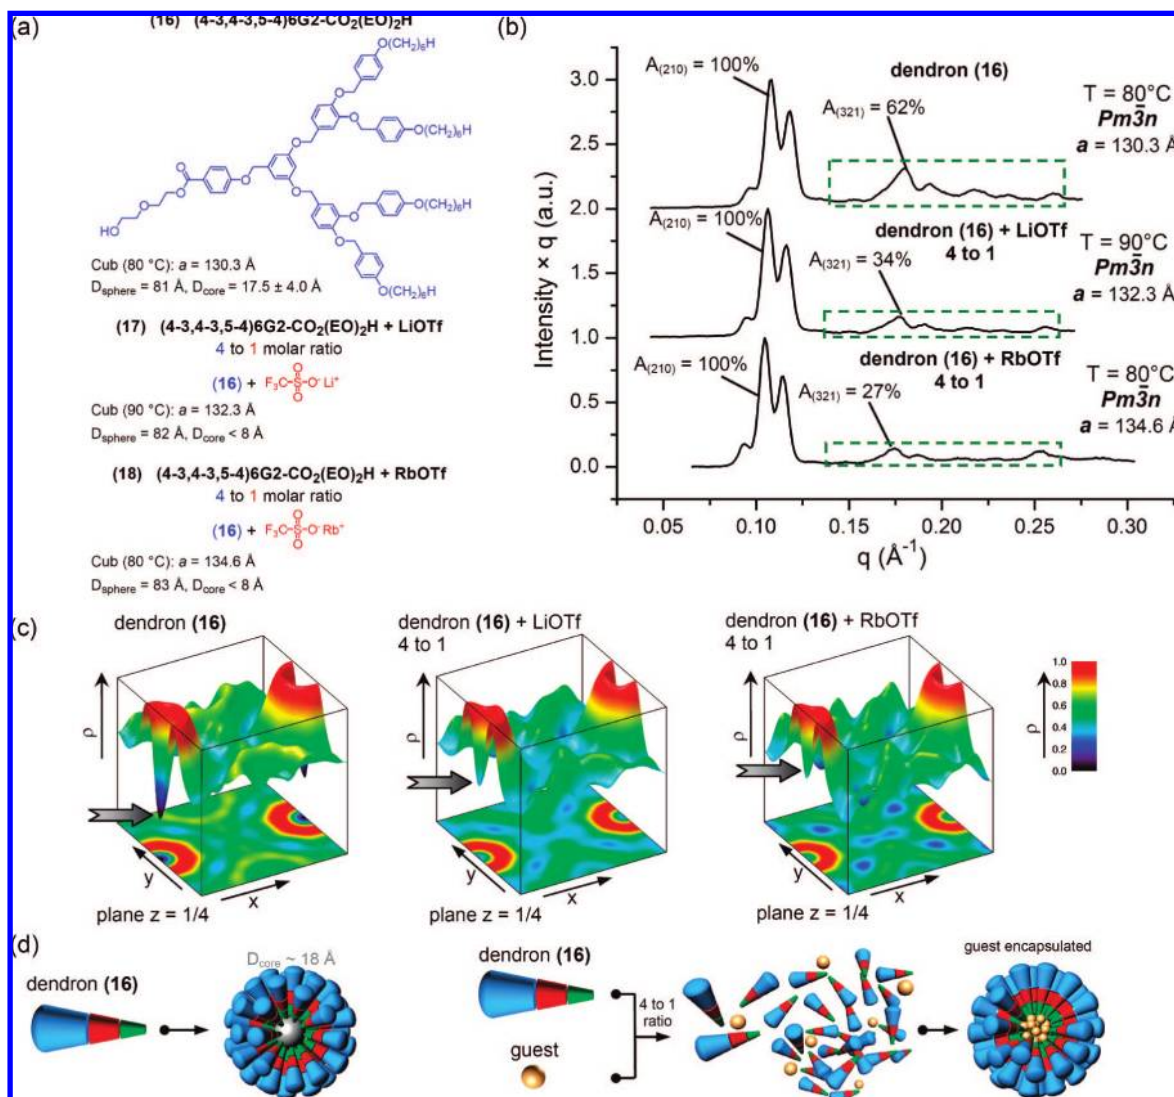 (a)
(16) (4-3,4-3,5-4)6G2-CO₂(EO)₂H
O(CH₂)₆H
O(CH₂)₆H
O(CH₂)₆H
O(CH₂)₆H
HO
Cub (80 °C): a = 130.3 Å
Dsphere = 81 Å, Dcore = 17.5 ± 4.0 Å
(17) (4-3,4-3,5-4)6G2-CO₂(EO)₂H + LiOTf
4 to 1 molar ratio
(16) + F₃C-S-O⁻ Li⁺
Cub (90 °C): a = 132.3 Å
Dsphere = 82 Å, Dcore < 8 Å
(18) (4-3,4-3,5-4)6G2-CO₂(EO)₂H + RbOTf
4 to 1 molar ratio
(16) + F₃C-S-O⁻ Rb⁺
Cub (80 °C): a = 134.6 Å
Dsphere = 83 Å, Dcore < 8 Å
(b)
Intensity × q (a.u.)
3.0
2.5
2.0
1.5
1.0
0.5
0.0
A(210) = 100%
A(321) = 62%
dendron (16)
T = 80°C
Pm3̄n
a = 130.3 Å
A(210) = 100%
A(321) = 34%
dendron (16) + LiOTf
4 to 1
T = 90°C
Pm3̄n
a = 132.3 Å
A(210) = 100%
A(321) = 27%
dendron (16) + RbOTf
4 to 1
T = 80°C
Pm3̄n
a = 134.6 Å
0.05 0.10 0.15 0.20 0.25 0.30
q (Å⁻¹)
(c)
dendron (16)
ρ
y
x
plane z = 1/4
dendron (16) + LiOTf
4 to 1
ρ
y
x
plane z = 1/4
dendron (16) + RbOTf
4 to 1
ρ
y
x
plane z = 1/4
ρ
1.0
0.8
0.6
0.4
0.2
0.0
(d)
dendron (16)
Dcore ~ 18 Å
dendron (16)
guest
4 to 1
ratio
guest encapsulated